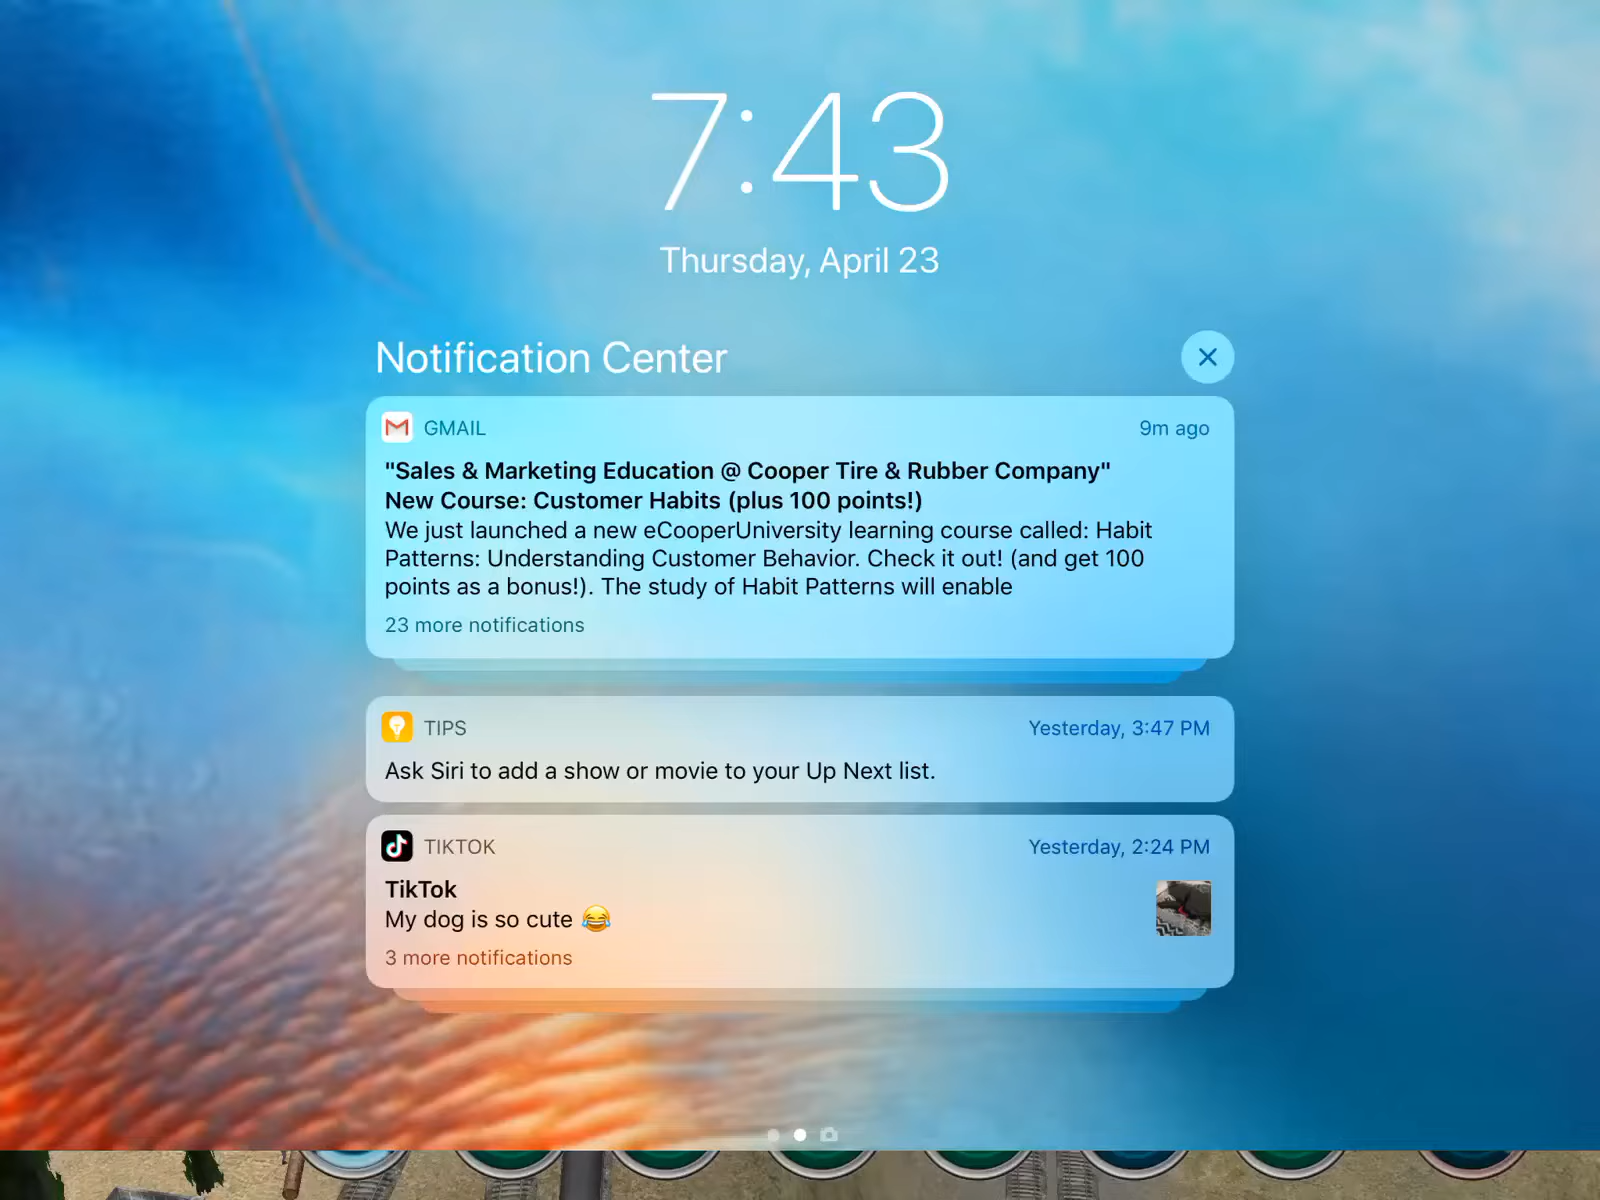 7:43
Thursday, April 23
Notification Center
GMAIL
9m ago
"Sales & Marketing Education @ Cooper Tire & Rubber Company"
New Course: Customer Habits (plus 100 points!)
We just launched a new eCooperUniversity learning course called: Habit
Patterns: Understanding Customer Behavior. Check it out! (and get 100
points as a bonus!). The study of Habit Patterns will enable
23 more notifications
TIPS
Yesterday, 3:47 PM
Ask Siri to add a show or movie to your Up Next list.
TIKTOK
Yesterday, 2:24 PM
TikTok
My dog is so cute 😂
3 more notifications